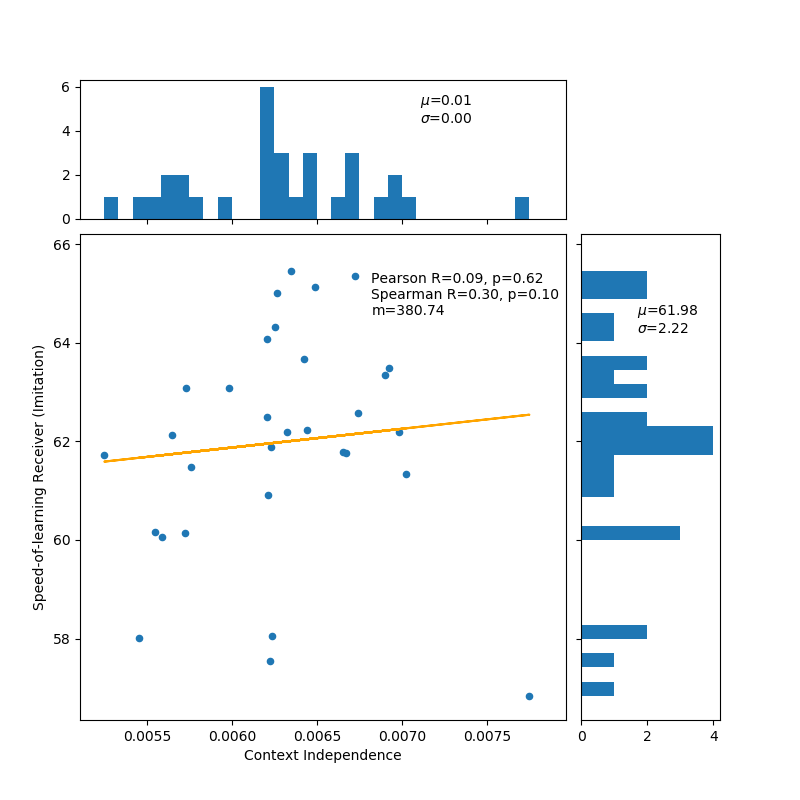 6
4
2
0
μ=0.01
σ=0.00
66
64
62
60
58
Speed-of-learning Receiver (Imitation)
Pearson R=0.09, p=0.62
Spearman R=0.30, p=0.10
m=380.74
μ=61.98
σ=2.22
0.0055 0.0060 0.0065 0.0070 0.0075
Context Independence
0 2 4